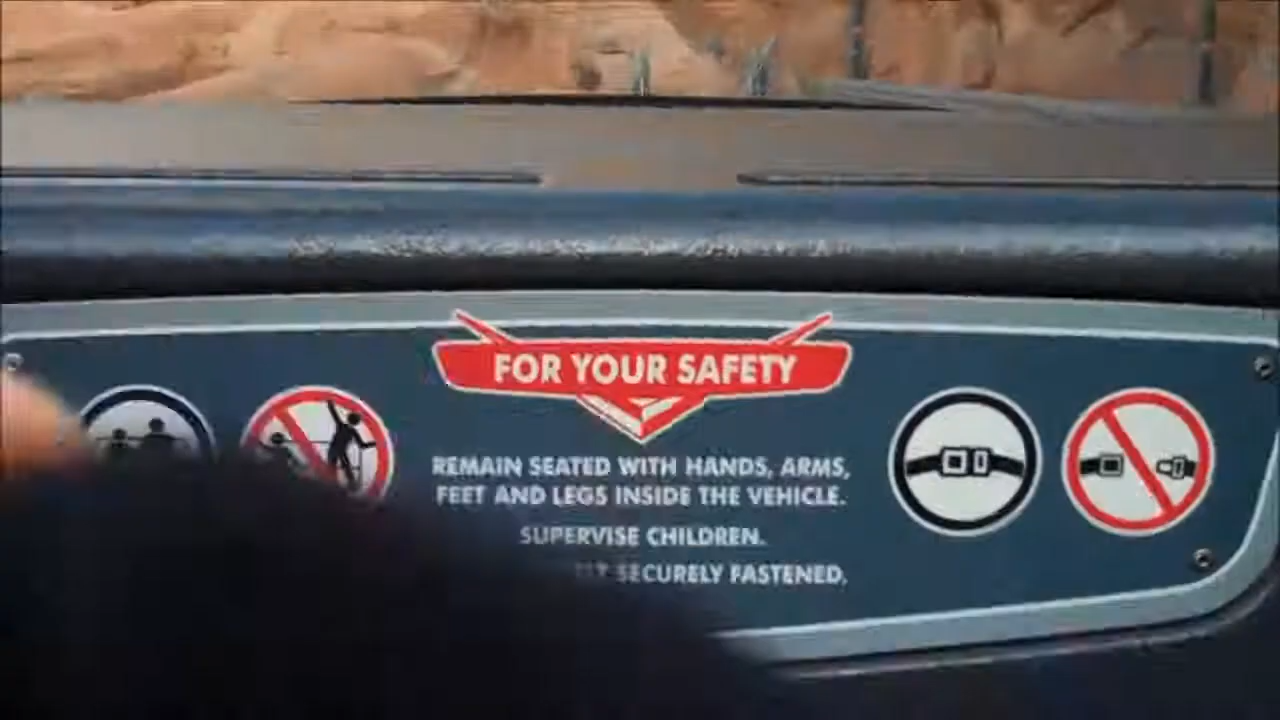 FOR YOUR SAFETY
REMAIN SEATED WITH HANDS, ARMS,
FEET AND LEGS INSIDE THE VEHICLE.
SUPERVISE CHILDREN.
SECURELY FASTENED.